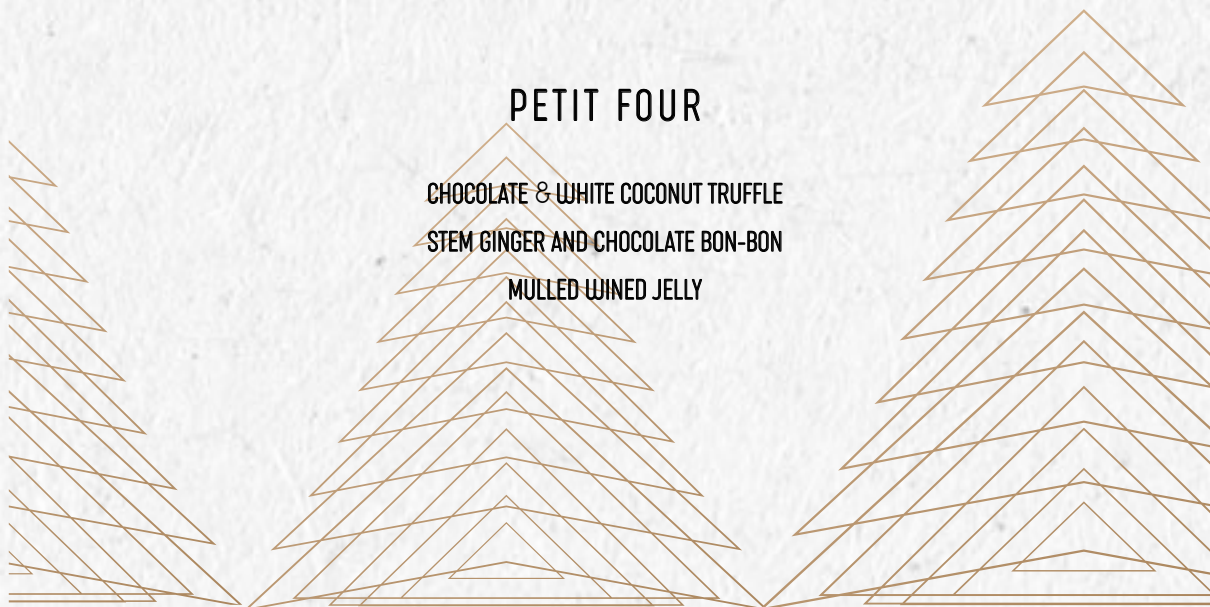 PETIT FOUR
CHOCOLATE & WHITE COCONUT TRUFFLE
STEM GINGER AND CHOCOLATE BON-BON
MULLED WINED JELLY